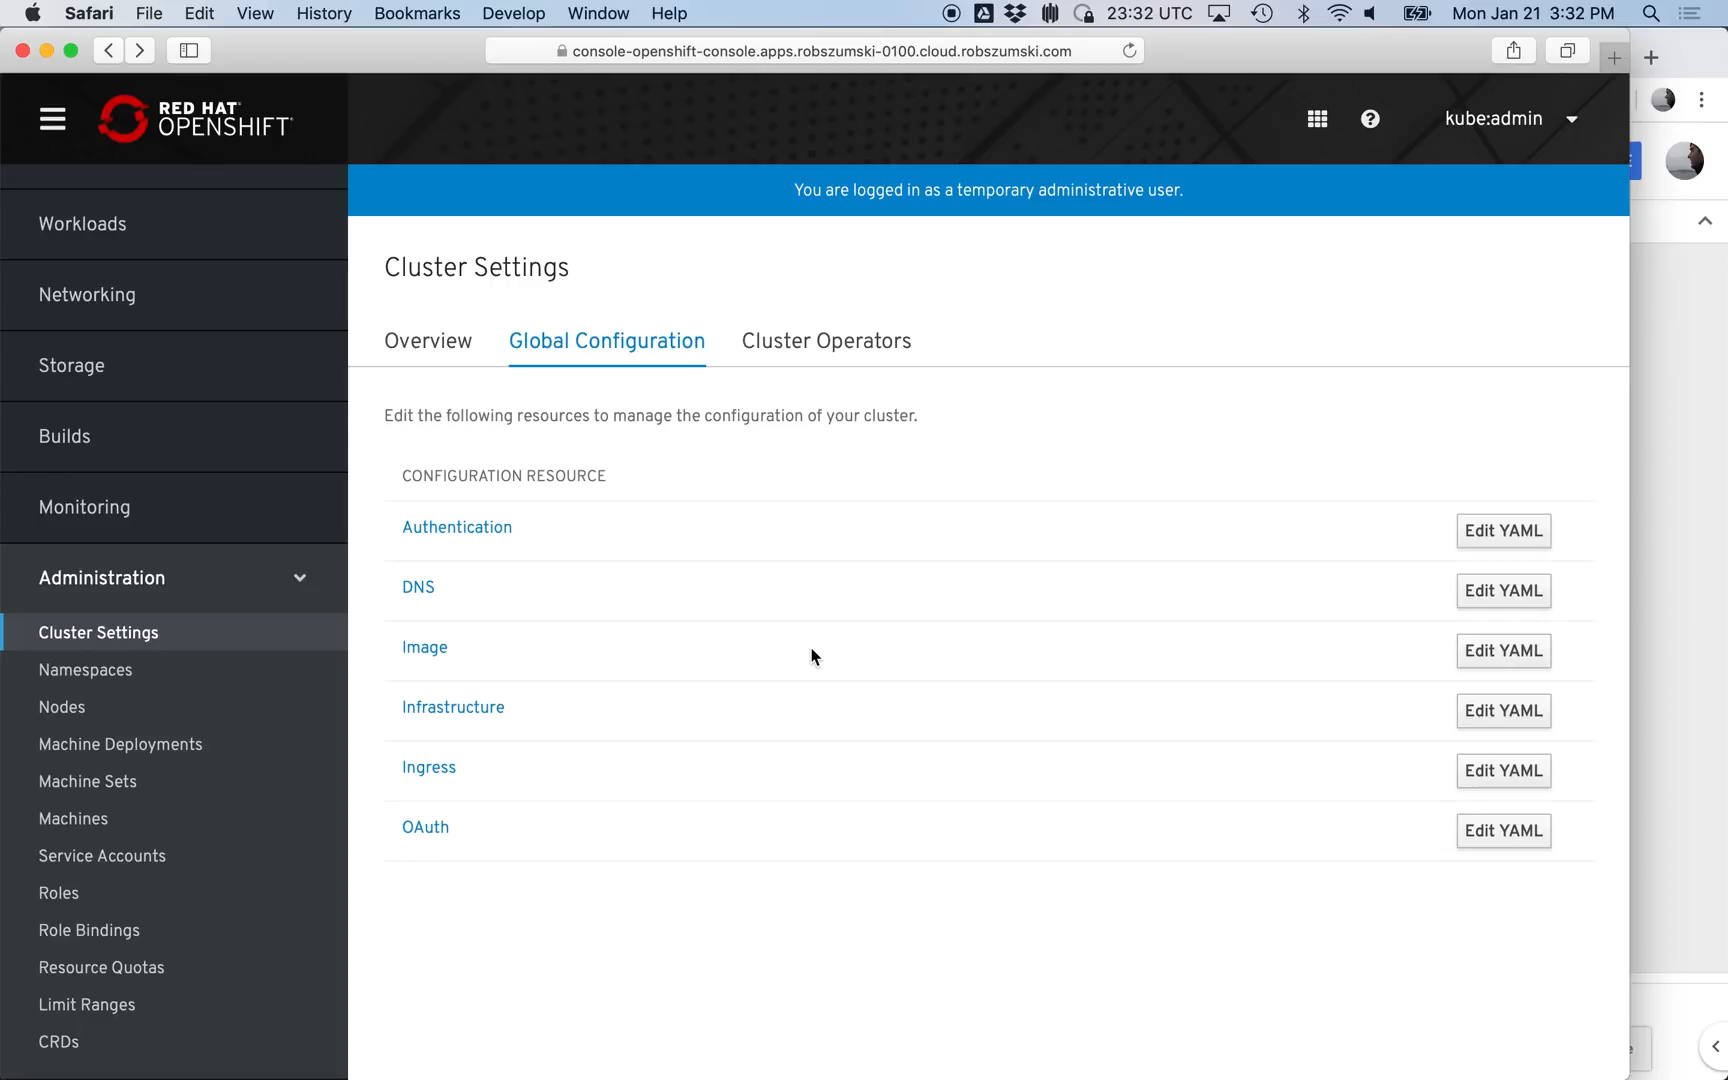 Safari File Edit View History Bookmarks Develop Window Help 23:32 UTC Mon Jan 21 3:32 PM
console-openshift-console.apps.robszumski-0100.cloud.robszumski.com
RED HAT
OPENSHIFT
kube:admin
You are logged in as a temporary administrative user.
Workloads
Networking
Storage
Builds
Monitoring
Administration
Cluster Settings
Namespaces
Nodes
Machine Deployments
Machine Sets
Machines
Service Accounts
Roles
Role Bindings
Resource Quotas
Limit Ranges
CRDs
Cluster Settings
Overview Global Configuration Cluster Operators
Edit the following resources to manage the configuration of your cluster.
CONFIGURATION RESOURCE
Authentication Edit YAML
DNS Edit YAML
Image Edit YAML
Infrastructure Edit YAML
Ingress Edit YAML
OAuth Edit YAML